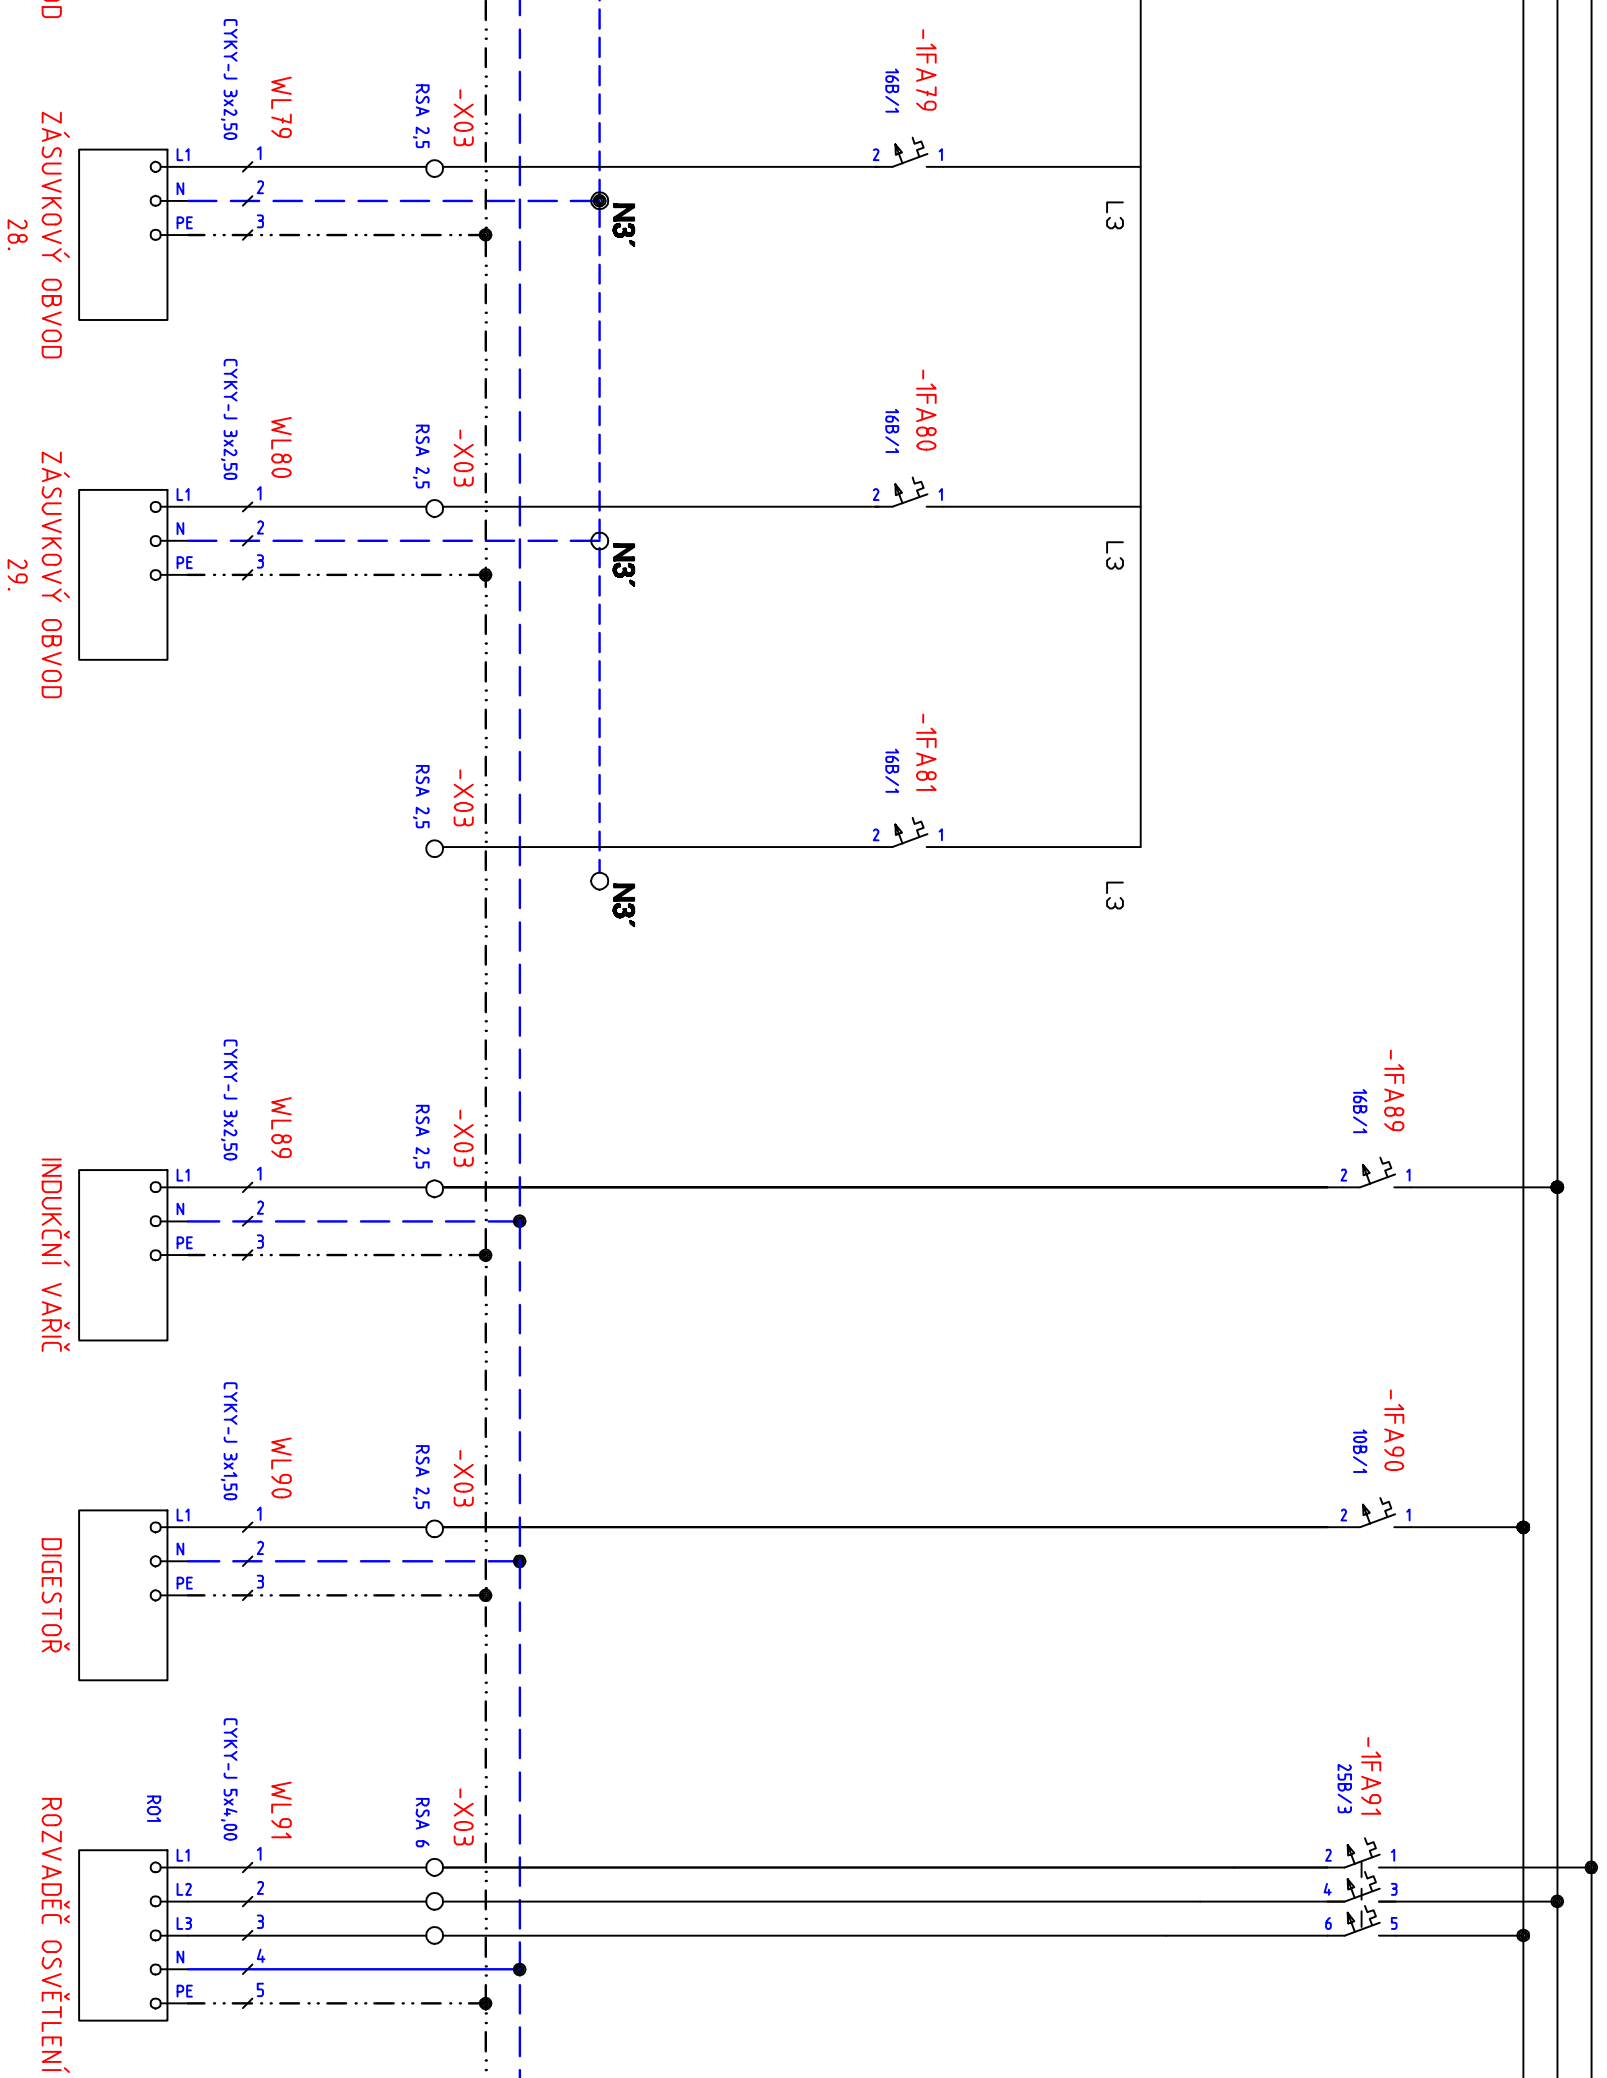 -1FA79
16B/1
2
1
L3
N3´
-X03
RSA 2,5
WL79
CYKY-J 3x2,50
L1
1
N
2
PE
3
ZÁSUVKOVÝ OBVOD
28.
-1FA80
16B/1
2
1
L3
N3´
-X03
RSA 2,5
WL80
CYKY-J 3x2,50
L1
1
N
2
PE
3
ZÁSUVKOVÝ OBVOD
29.
-1FA81
16B/1
2
1
L3
N3´
-X03
RSA 2,5
-1FA89
16B/1
2
1
-X03
RSA 2,5
WL89
CYKY-J 3x2,50
L1
1
N
2
PE
3
INDUKČNÍ VAŘIČ
-1FA90
10B/1
2
1
-X03
RSA 2,5
WL90
CYKY-J 3x1,50
L1
1
N
2
PE
3
DIGESTOŘ
-1FA91
25B/3
2
1
4
3
6
5
-X03
RSA 6
WL91
CYKY-J 5x4,00
R01
L1
1
L2
2
L3
3
N
4
PE
5
ROZVADĚČ OSVĚTLENÍ